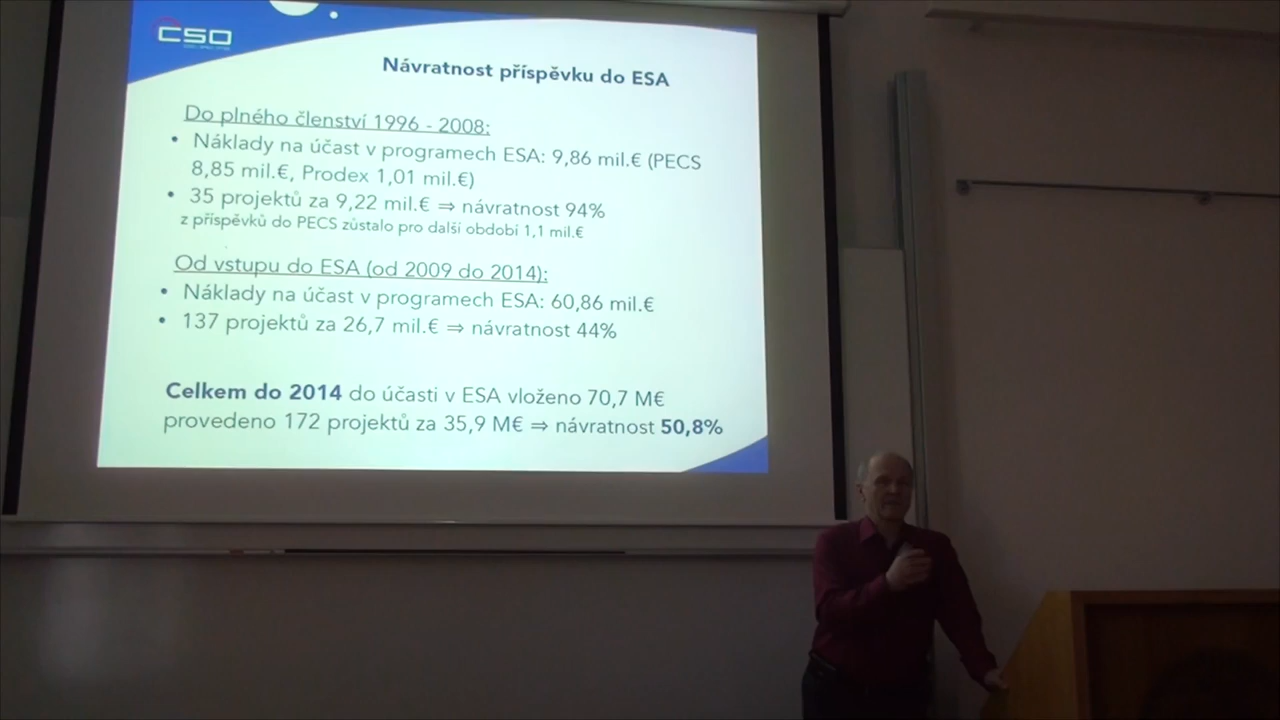 CSO
Návratnost příspěvku do ESA
Do plného členství 1996 - 2008:
• Náklady na účast v programech ESA: 9,86 mil.€ (PECS
8,85 mil.€, Prodex 1,01 mil.€)
• 35 projektů za 9,22 mil.€ ⇒ návratnost 94%
z příspěvků do PECS zůstalo pro další období 1,1 mil.€
Od vstupu do ESA (od 2009 do 2014):
• Náklady na účast v programech ESA: 60,86 mil.€
• 137 projektů za 26,7 mil.€ ⇒ návratnost 44%
Celkem do 2014 do účasti v ESA vloženo 70,7 M€
provedeno 172 projektů za 35,9 M€ ⇒ návratnost 50,8%